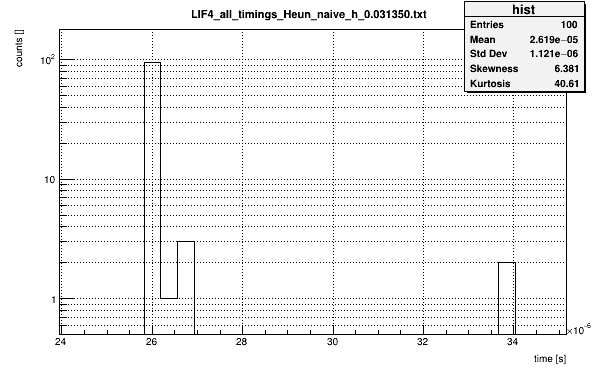 LIF4_all_timings_Heun_naive_h_0.031350.txt
hist
Entries 100
Mean 2.619e−05
Std Dev 1.121e−06
Skewness 6.381
Kurtosis 40.61
counts []
10²
10
1
24 26 28 30 32 34
×10⁻⁶
time [s]